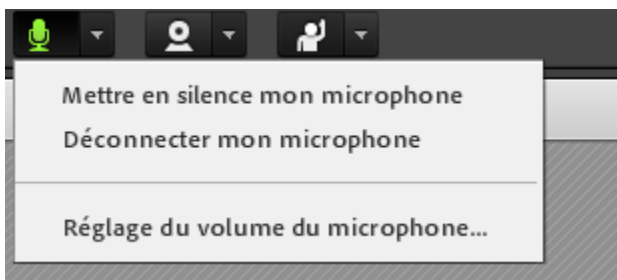 Mettre en silence mon microphone
Déconnecter mon microphone
Réglage du volume du microphone...